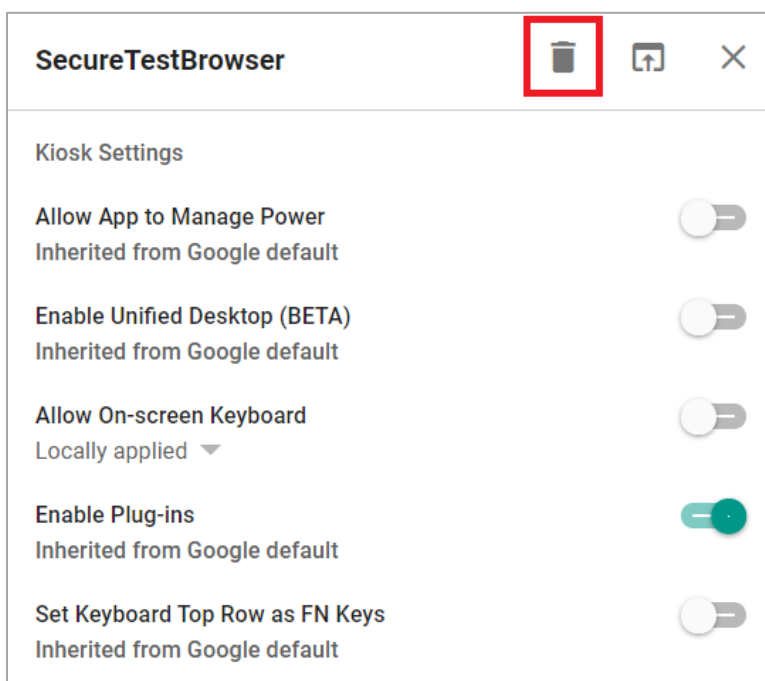 SecureTestBrowser
Kiosk Settings
Allow App to Manage Power
Inherited from Google default
Enable Unified Desktop (BETA)
Inherited from Google default
Allow On-screen Keyboard
Locally applied
Enable Plug-ins
Inherited from Google default
Set Keyboard Top Row as FN Keys
Inherited from Google default